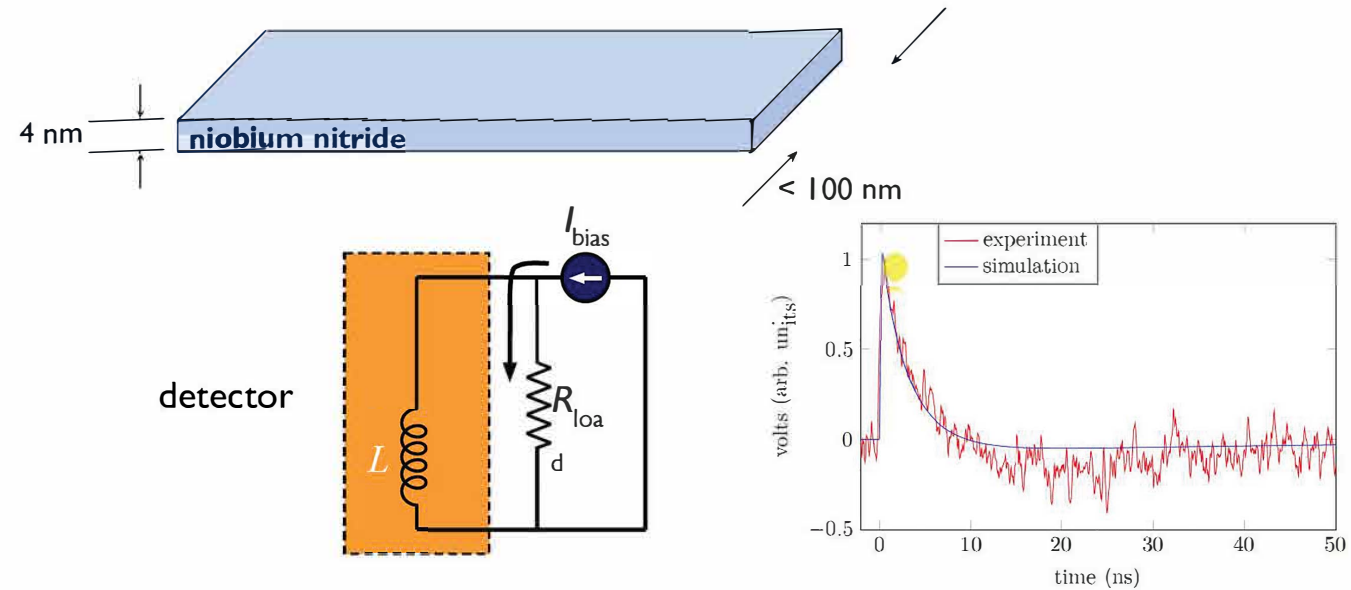 4 nm
niobium nitride
< 100 nm
I bias
detector
L
R loa
d
experiment
simulation
volts (arb. units)
1
0.5
0
−0.5
0
10
20
30
40
50
time (ns)